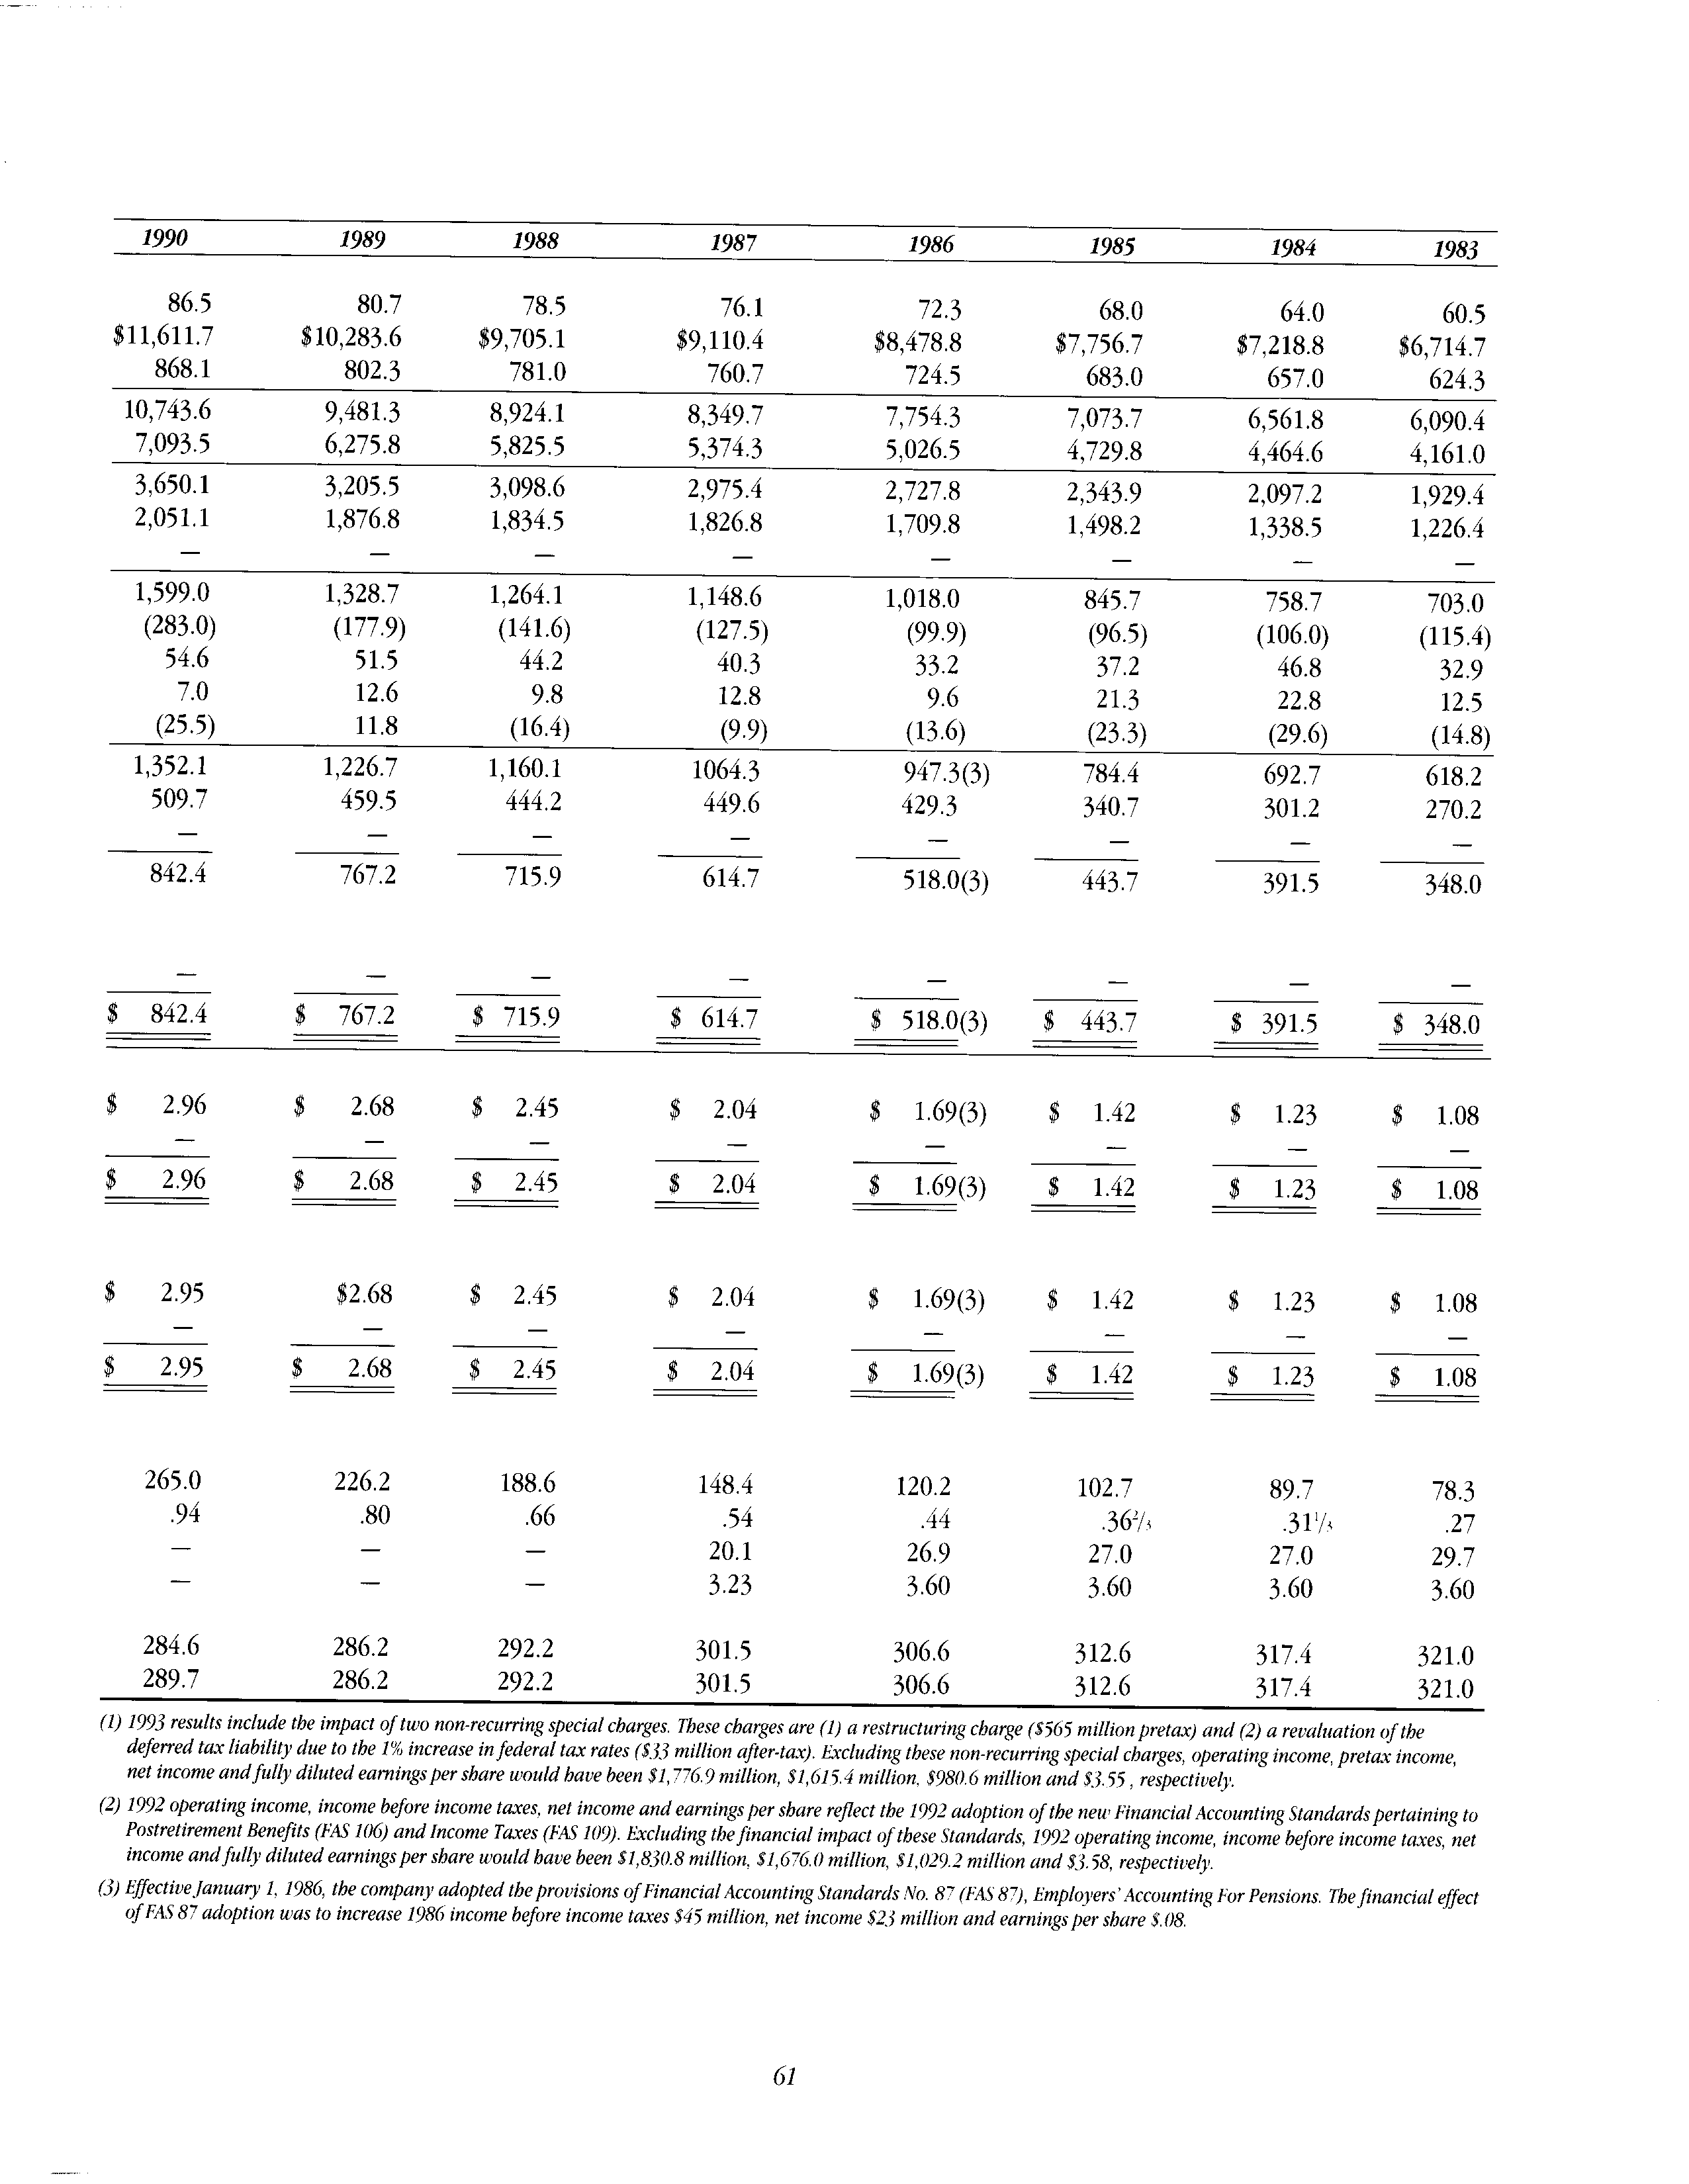 1990 1989 1988 1987 1986 1985 1984 1983
86.5 80.7 78.5 76.1 72.3 68.0 64.0 60.5
$11,611.7 $10,283.6 $9,705.1 $9,110.4 $8,478.8 $7,756.7 $7,218.8 $6,714.7
868.1 802.3 781.0 760.7 724.5 683.0 657.0 624.3
10,743.6 9,481.3 8,924.1 8,349.7 7,754.3 7,073.7 6,561.8 6,090.4
7,093.5 6,275.8 5,825.5 5,374.3 5,026.5 4,729.8 4,464.6 4,161.0
3,650.1 3,205.5 3,098.6 2,975.4 2,727.8 2,343.9 2,097.2 1,929.4
2,051.1 1,876.8 1,834.5 1,826.8 1,709.8 1,498.2 1,338.5 1,226.4
— — — — — — — —
1,599.0 1,328.7 1,264.1 1,148.6 1,018.0 845.7 758.7 703.0
(283.0) (177.9) (141.6) (127.5) (99.9) (96.5) (106.0) (115.4)
54.6 51.5 44.2 40.3 33.2 37.2 46.8 32.9
7.0 12.6 9.8 12.8 9.6 21.3 22.8 12.5
(25.5) 11.8 (16.4) (9.9) (13.6) (23.3) (29.6) (14.8)
1,352.1 1,226.7 1,160.1 1064.3 947.3(3) 784.4 692.7 618.2
509.7 459.5 444.2 449.6 429.3 340.7 301.2 270.2
— — — — — — — —
842.4 767.2 715.9 614.7 518.0(3) 443.7 391.5 348.0
— — — — — — — —
$ 842.4 $ 767.2 $ 715.9 $ 614.7 $ 518.0(3) $ 443.7 $ 391.5 $ 348.0
$ 2.96 $ 2.68 $ 2.45 $ 2.04 $ 1.69(3) $ 1.42 $ 1.23 $ 1.08
— — — — — — — —
$ 2.96 $ 2.68 $ 2.45 $ 2.04 $ 1.69(3) $ 1.42 $ 1.23 $ 1.08
$ 2.95 $2.68 $ 2.45 $ 2.04 $ 1.69(3) $ 1.42 $ 1.23 $ 1.08
— — — — — — — —
$ 2.95 $ 2.68 $ 2.45 $ 2.04 $ 1.69(3) $ 1.42 $ 1.23 $ 1.08
265.0 226.2 188.6 148.4 120.2 102.7 89.7 78.3
.94 .80 .66 .54 .44 .36²/₃ .31¹/₃ .27
— — — 20.1 26.9 27.0 27.0 29.7
— — — 3.23 3.60 3.60 3.60 3.60
284.6 286.2 292.2 301.5 306.6 312.6 317.4 321.0
289.7 286.2 292.2 301.5 306.6 312.6 317.4 321.0
(1) 1993 results include the impact of two non-recurring special charges. These charges are (1) a restructuring charge ($565 million pretax) and (2) a revaluation of the
deferred tax liability due to the 1% increase in federal tax rates ($33 million after-tax). Excluding these non-recurring special charges, operating income, pretax income,
net income and fully diluted earnings per share would have been $1,776.9 million, $1,615.4 million, $980.6 million and $3.55 , respectively.
(2) 1992 operating income, income before income taxes, net income and earnings per share reflect the 1992 adoption of the new Financial Accounting Standards pertaining to
Postretirement Benefits (FAS 106) and Income Taxes (FAS 109). Excluding the financial impact of these Standards, 1992 operating income, income before income taxes, net
income and fully diluted earnings per share would have been $1,830.8 million, $1,676.0 million, $1,029.2 million and $3.58, respectively.
(3) Effective January 1, 1986, the company adopted the provisions of Financial Accounting Standards No. 87 (FAS 87), Employers' Accounting For Pensions. The financial effect
of FAS 87 adoption was to increase 1986 income before income taxes $45 million, net income $23 million and earnings per share $.08.
61